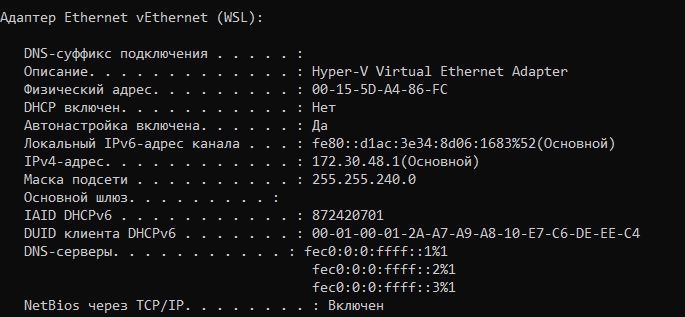 Адаптер Ethernet vEthernet (WSL):
DNS-суффикс подключения . . . . . :
Описание. . . . . . . . . . . . . : Hyper-V Virtual Ethernet Adapter
Физический адрес. . . . . . . . . : 00-15-5D-A4-86-FC
DHCP включен. . . . . . . . . . . : Нет
Автонастройка включена. . . . . . : Да
Локальный IPv6-адрес канала . . . : fe80::d1ac:3e34:8d06:1683%52(Основной)
IPv4-адрес. . . . . . . . . . . . : 172.30.48.1(Основной)
Маска подсети . . . . . . . . . . : 255.255.240.0
Основной шлюз. . . . . . . . . :
IAID DHCPv6 . . . . . . . . . . . : 872420701
DUID клиента DHCPv6 . . . . . . . : 00-01-00-01-2A-A7-A9-A8-10-E7-C6-DE-EE-C4
DNS-серверы. . . . . . . . . . . : fec0:0:0:ffff::1%1
fec0:0:0:ffff::2%1
fec0:0:0:ffff::3%1
NetBios через TCP/IP. . . . . . . . : Включен